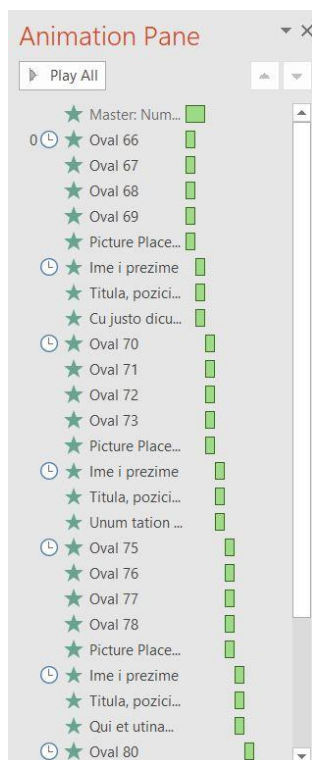 Animation Pane
Play All
Master: Num...
0 Oval 66
Oval 67
Oval 68
Oval 69
Picture Place...
Ime i prezime
Titula, pozici...
Cu justo dicu...
Oval 70
Oval 71
Oval 72
Oval 73
Picture Place...
Ime i prezime
Titula, pozici...
Unum tation ...
Oval 75
Oval 76
Oval 77
Oval 78
Picture Place...
Ime i prezime
Titula, pozici...
Qui et utina...
Oval 80